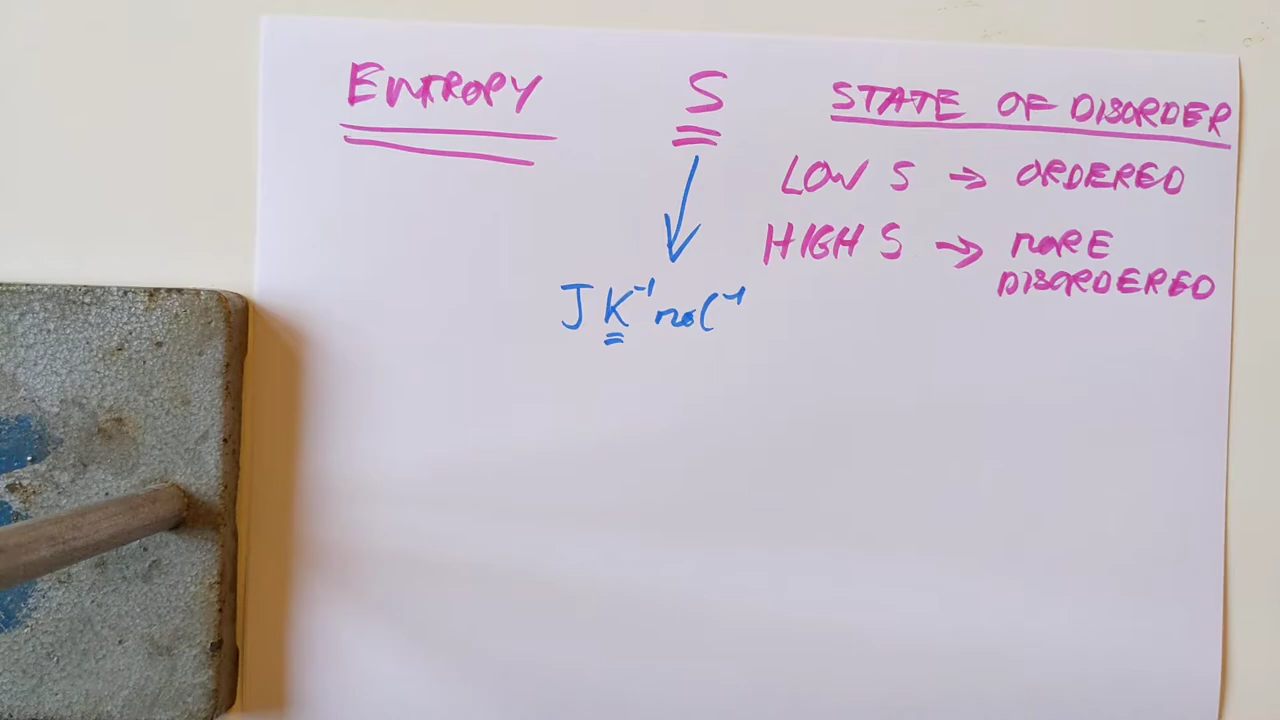 ENTROPY S STATE OF DISORDER
LOW S → ORDERED
HIGH S → MORE
DISORDERED
J K⁻¹ mol⁻¹